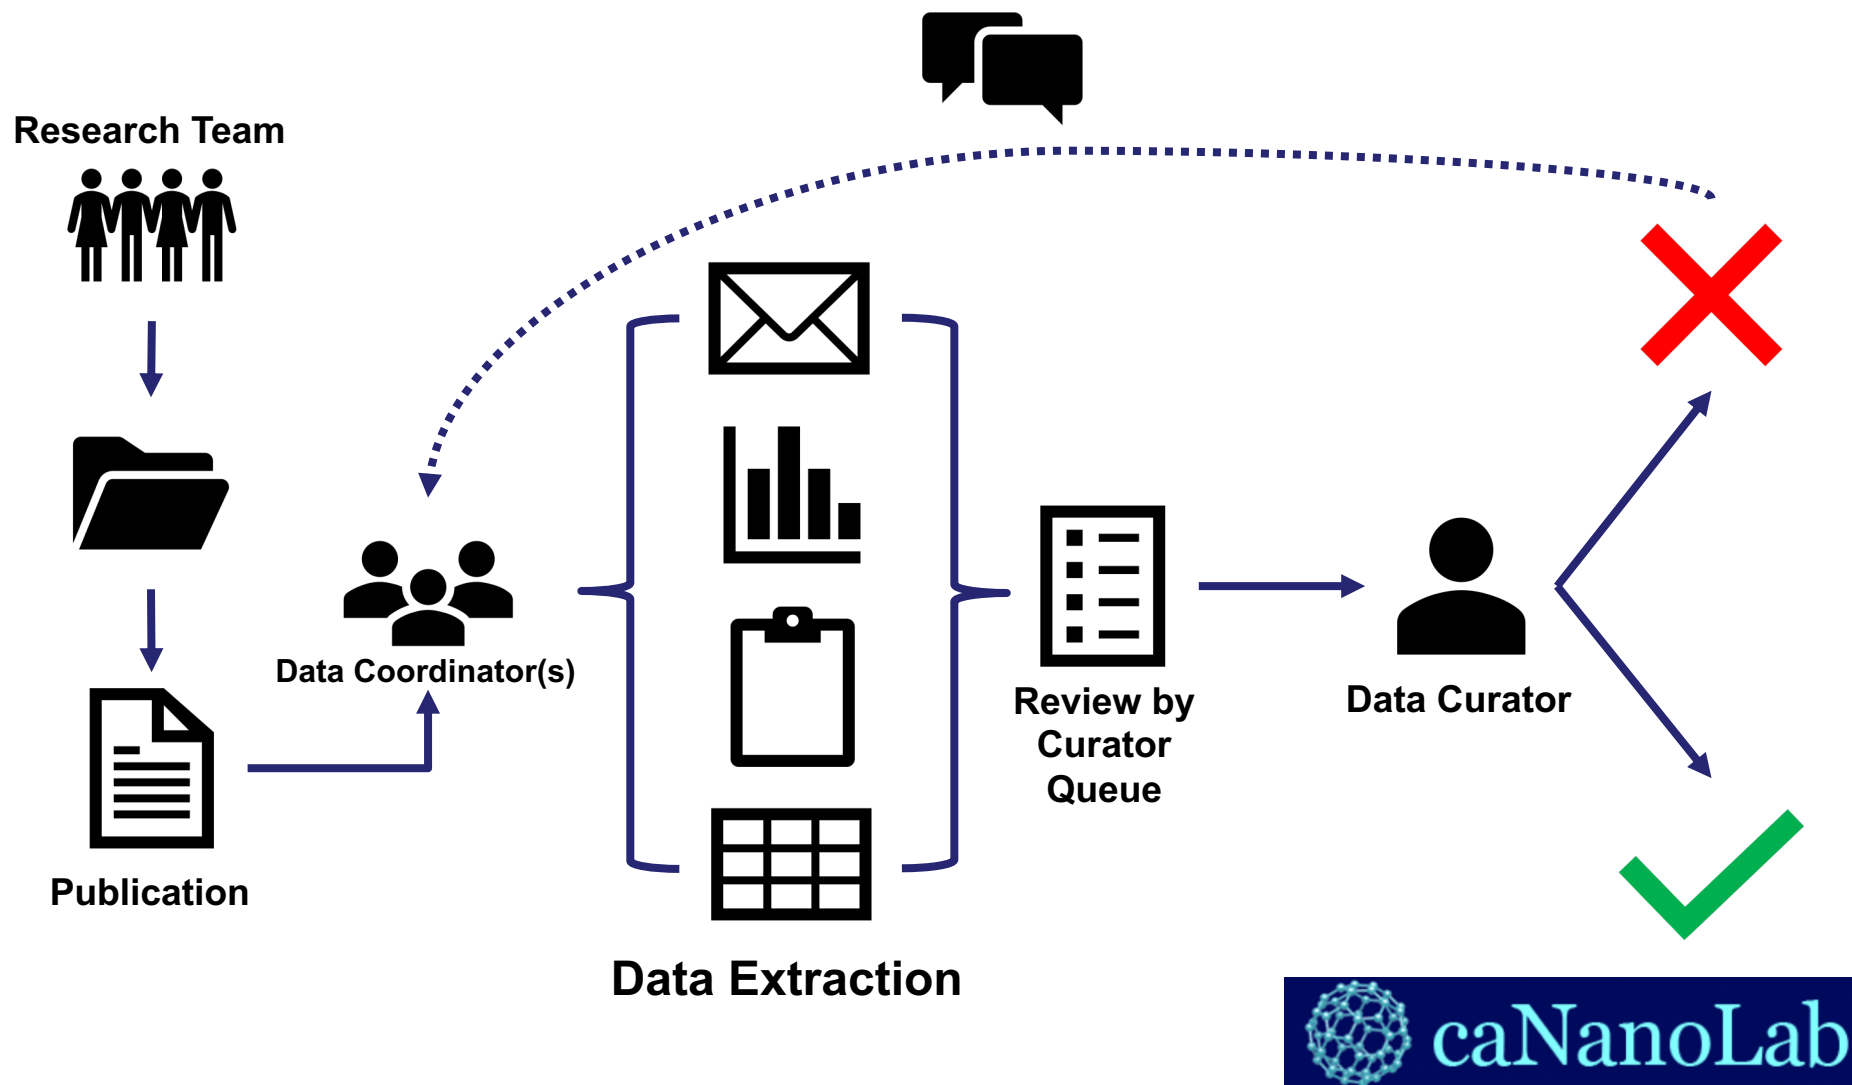 Research Team
Publication
Data Coordinator(s)
Data Extraction
Review by
Curator
Queue
Data Curator
caNanoLab